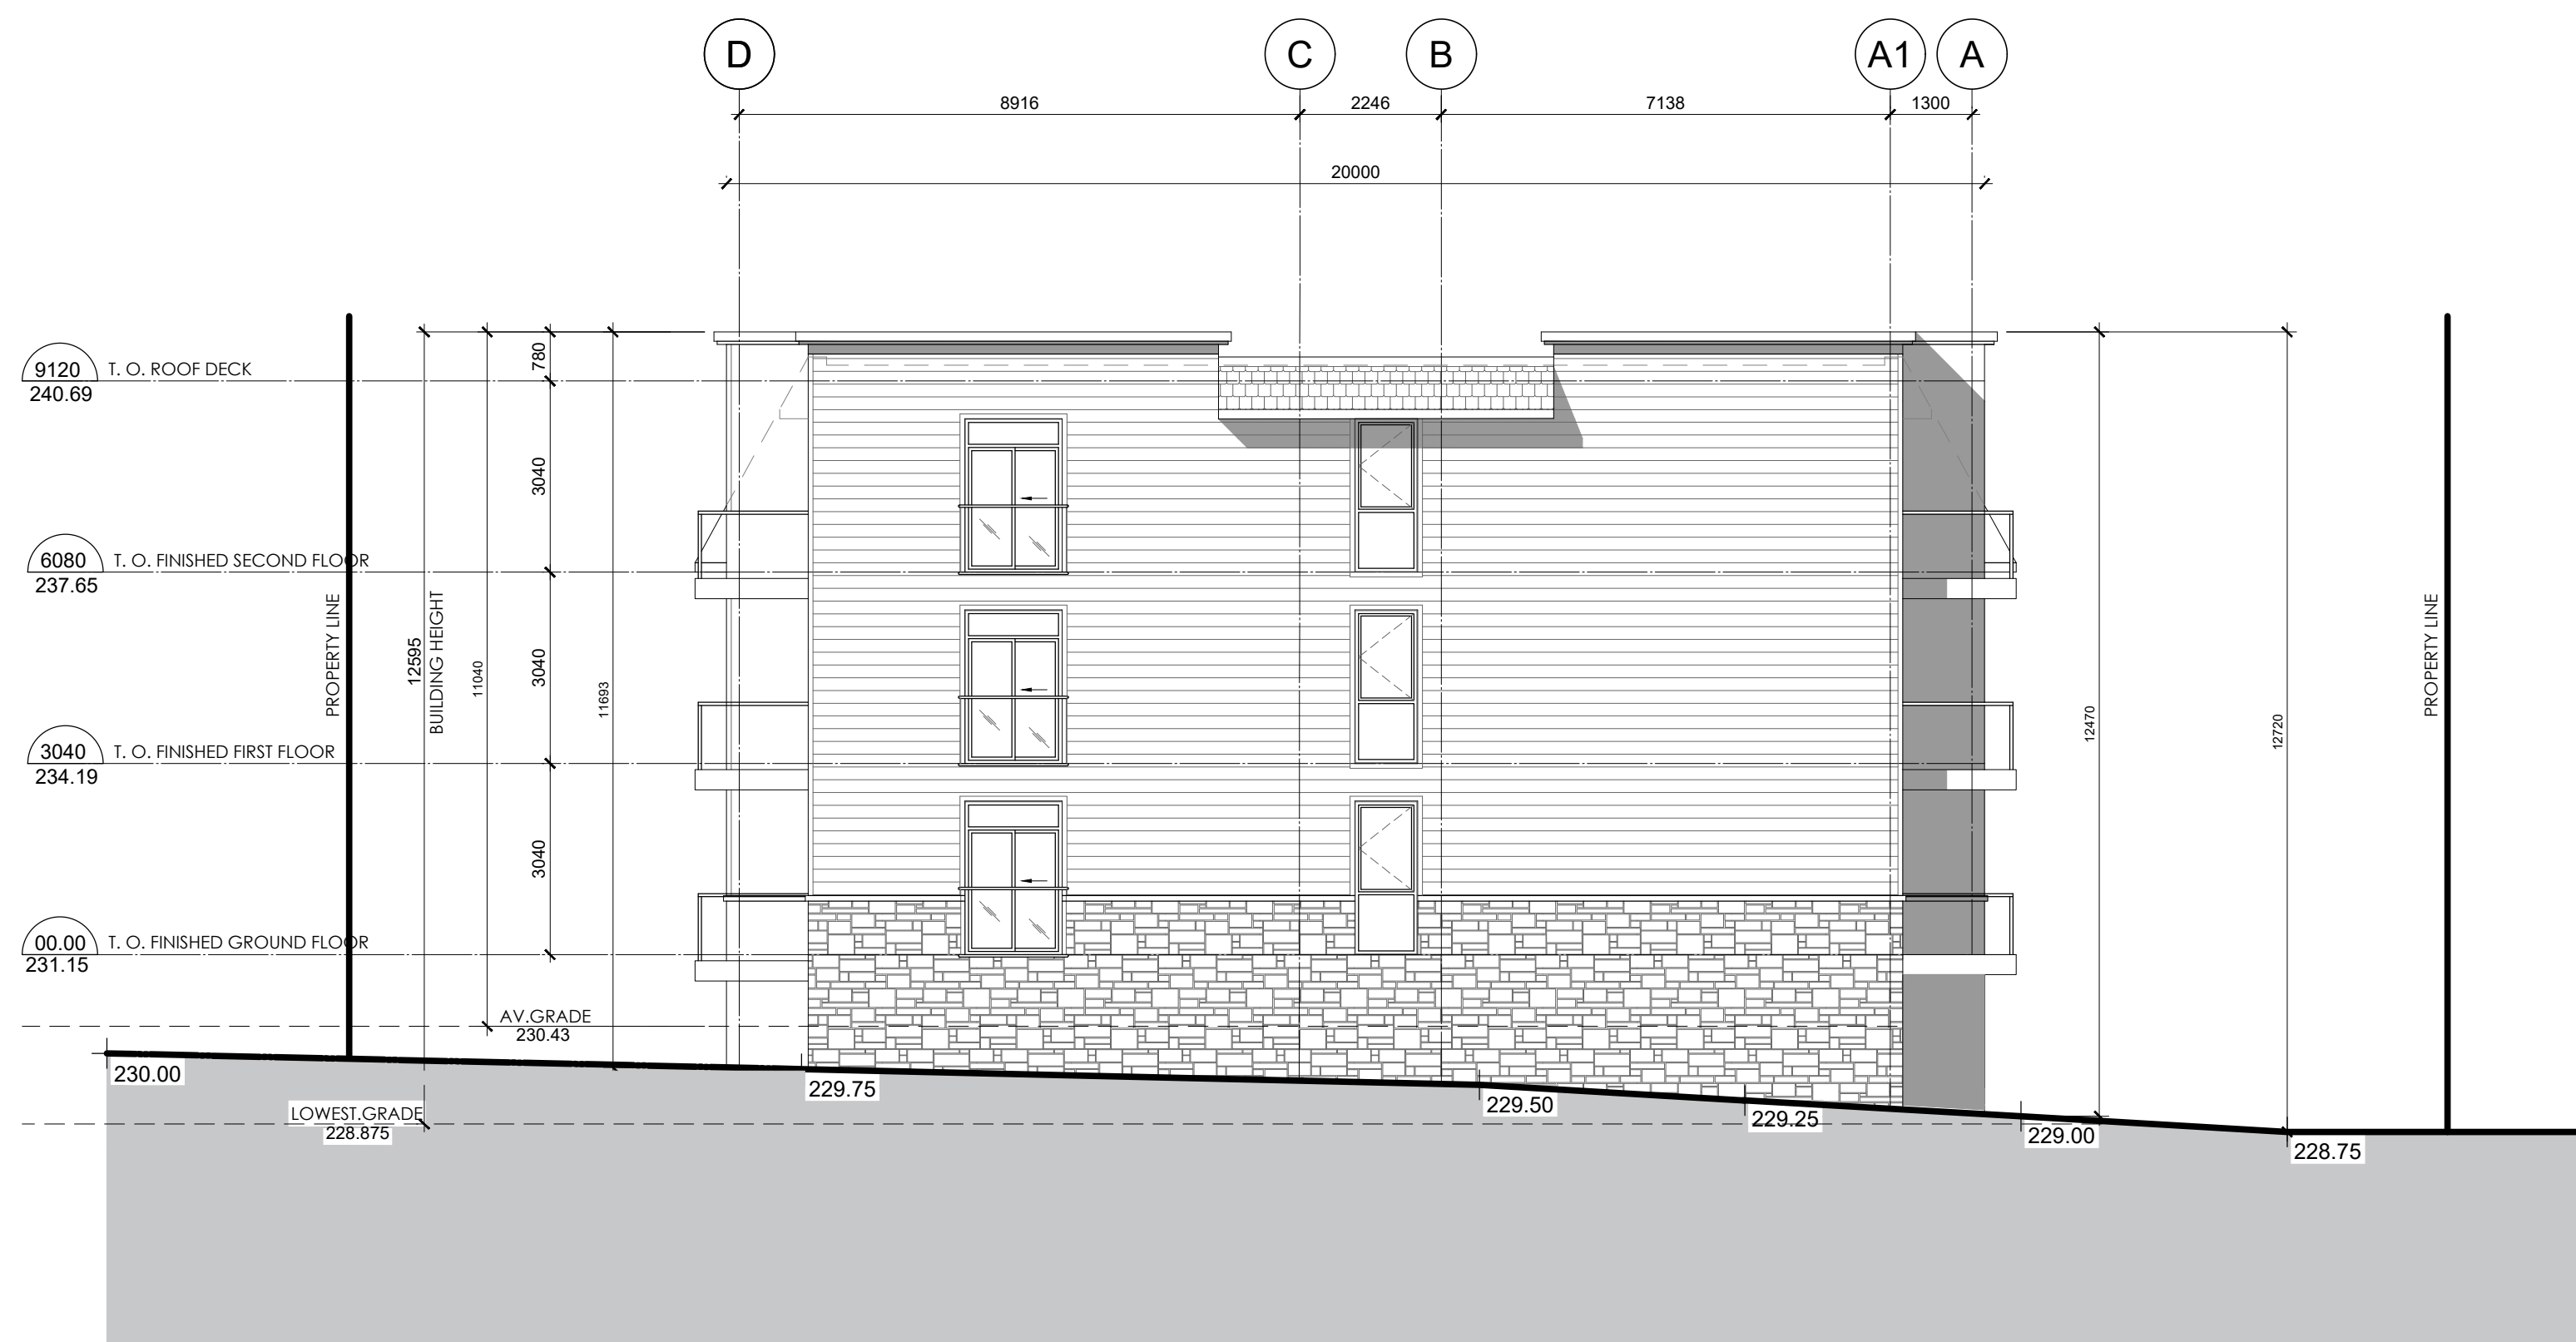 D
C
B
A1
A
8916
2246
7138
1300
20000
780
9120
T. O. ROOF DECK
240.69
3040
6080
T. O. FINISHED SECOND FLOOR
237.65
PROPERTY LINE
12595
BUILDING HEIGHT
11040
3040
11693
3040
T. O. FINISHED FIRST FLOOR
234.19
3040
00.00
T. O. FINISHED GROUND FLOOR
231.15
AV.GRADE
230.43
230.00
LOWEST.GRADE
228.875
229.75
229.50
229.25
229.00
228.75
12470
12720
PROPERTY LINE